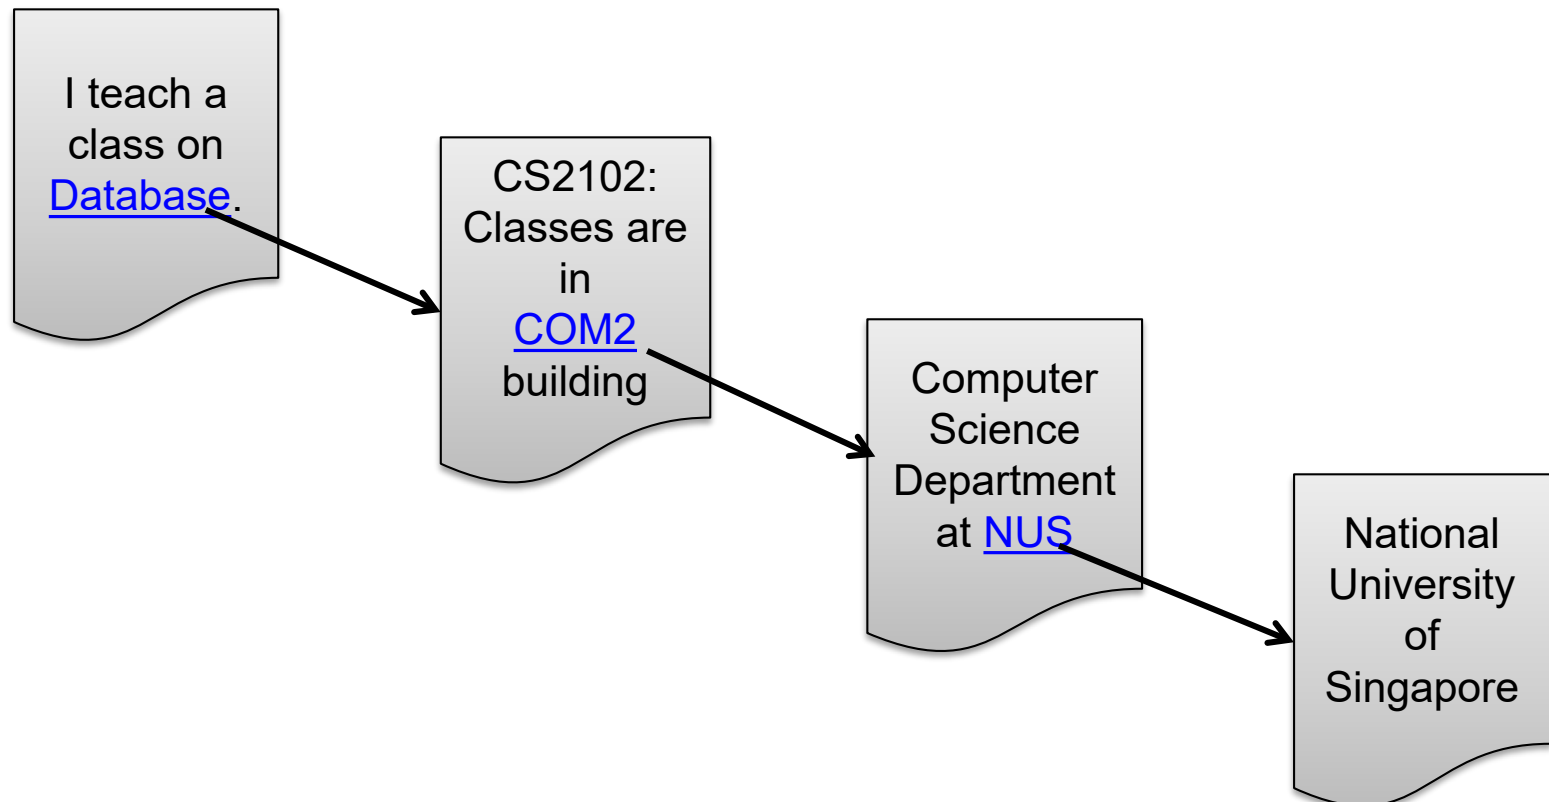 I teach a
class on
Database.
CS2102:
Classes are
in
COM2
building
Computer
Science
Department
at NUS
National
University
of
Singapore